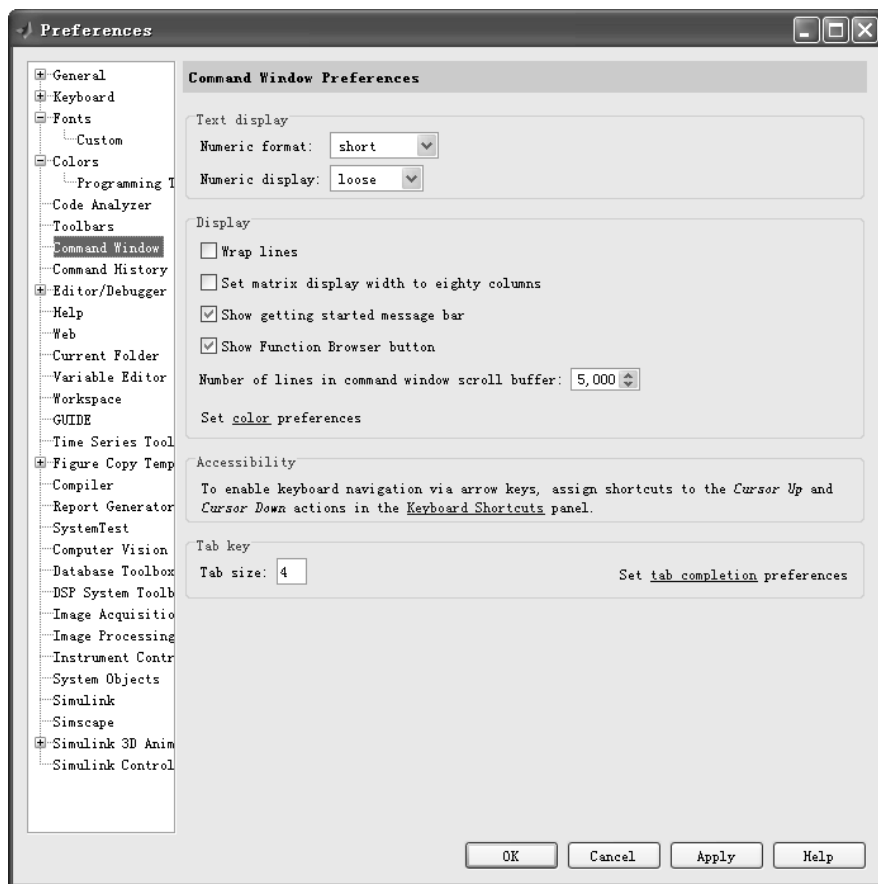 Preferences
General
Keyboard
Fonts
Custom
Colors
Programming T
Code Analyzer
Toolbars
Command Window
Command History
Editor/Debugger
Help
Web
Current Folder
Variable Editor
Workspace
GUIDE
Time Series Tool
Figure Copy Temp
Compiler
Report Generator
SystemTest
Computer Vision
Database Toolbox
DSP System Toolb
Image Acquisitio
Image Processing
Instrument Contr
System Objects
Simulink
Simscape
Simulink 3D Anim
Simulink Control
Command Window Preferences
Text display
Numeric format: short
Numeric display: loose
Display
Wrap lines
Set matrix display width to eighty columns
Show getting started message bar
Show Function Browser button
Number of lines in command window scroll buffer: 5,000
Set color preferences
Accessibility
To enable keyboard navigation via arrow keys, assign shortcuts to the Cursor Up and
Cursor Down actions in the Keyboard Shortcuts panel.
Tab key
Tab size: 4 Set tab completion preferences
OK Cancel Apply Help